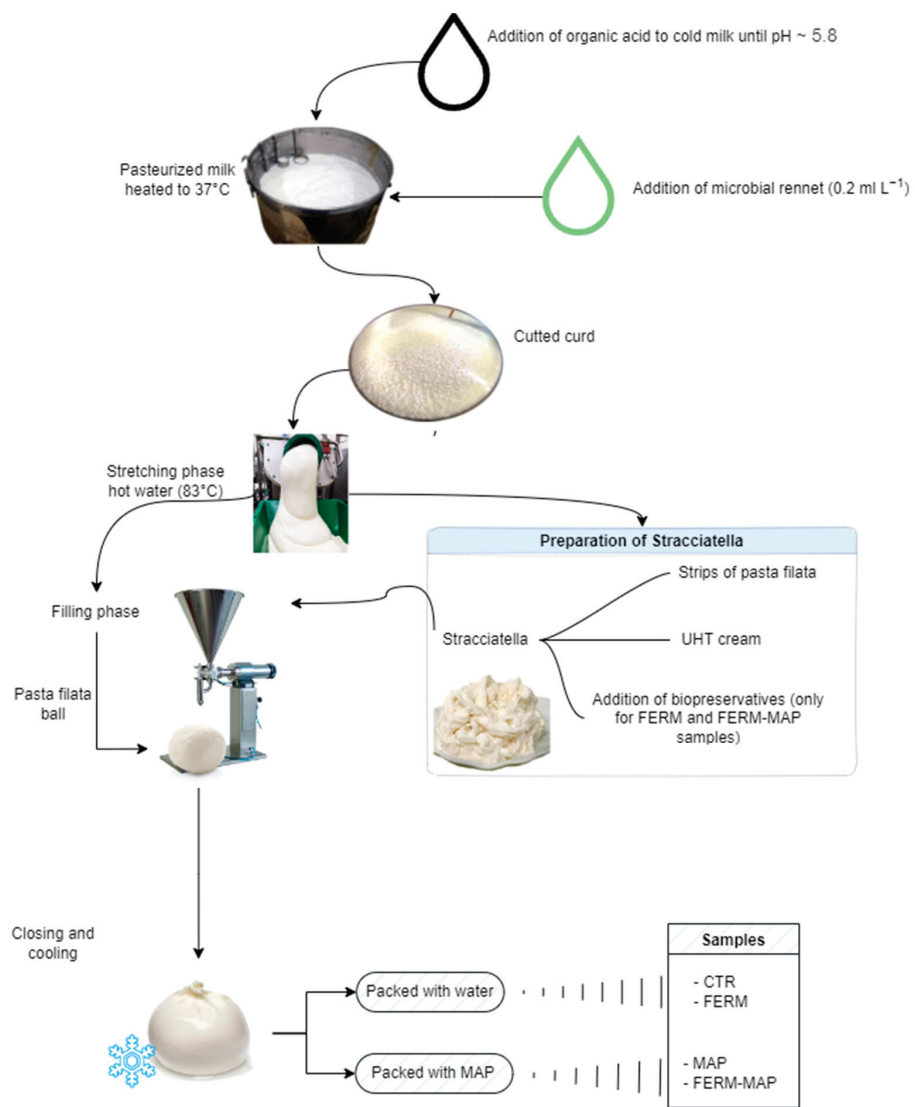 Addition of organic acid to cold milk until pH ~ 5.8
Pasteurized milk
heated to 37°C
Addition of microbial rennet (0.2 ml L⁻¹)
Cutted curd
Stretching phase
hot water (83°C)
Preparation of Stracciatella
Strips of pasta filata
Filling phase
Stracciatella
UHT cream
Pasta filata
ball
Addition of biopreservatives (only
for FERM and FERM-MAP
samples)
Closing and
cooling
Samples
Packed with water
- CTR
- FERM
Packed with MAP
- MAP
- FERM-MAP